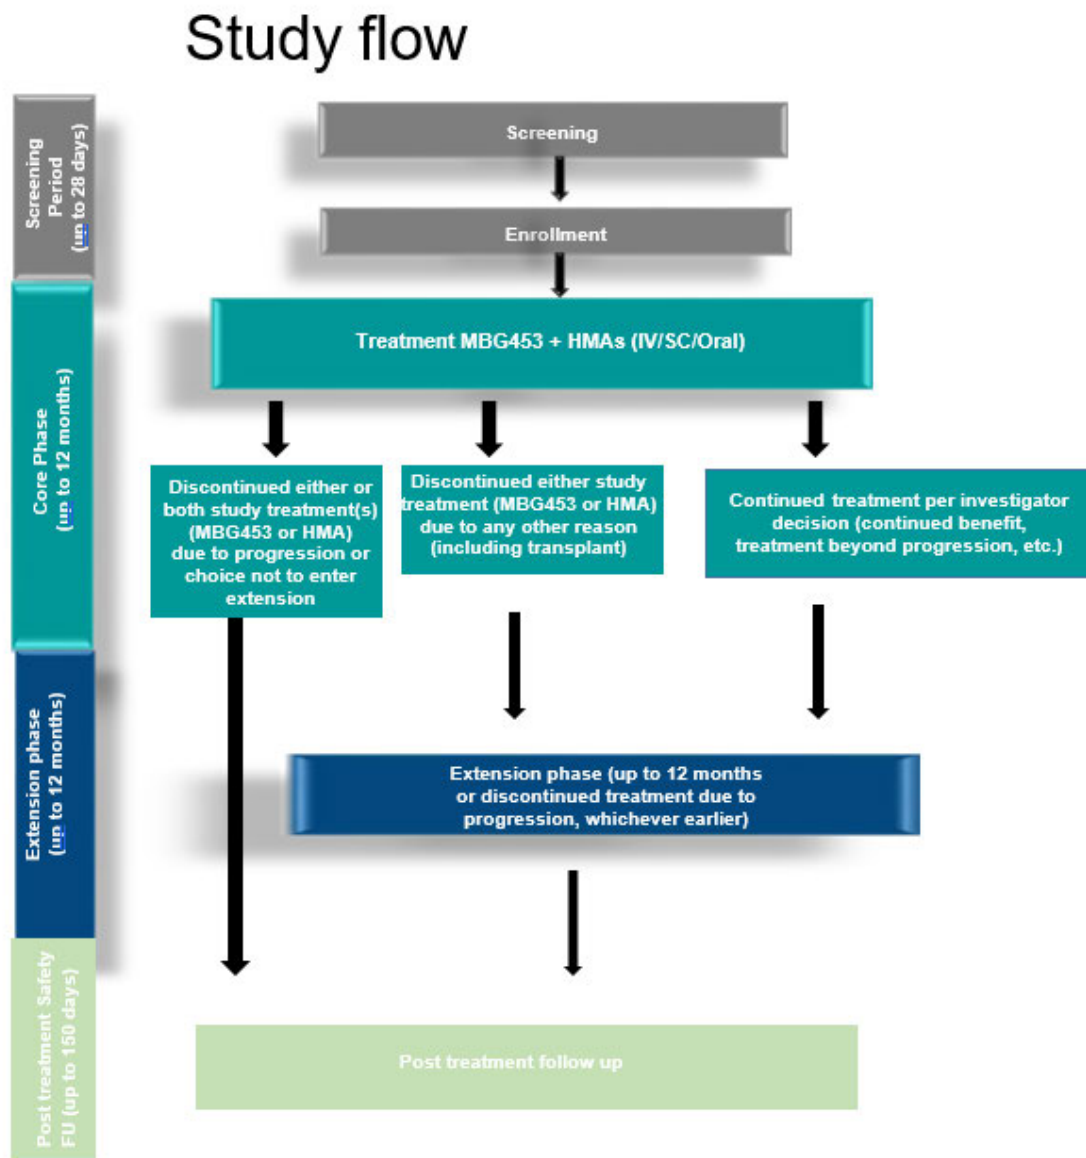 Study flow
Screening
Period
(up to 28 days)
Screening
Enrollment
Core Phase
(up to 12 months)
Treatment MBG453 + HMAs (IV/SC/Oral)
Discontinued either or
both study treatment(s)
(MBG453 or HMA)
due to progression or
choice not to enter
extension
Discontinued either study
treatment (MBG453 or HMA)
due to any other reason
(including transplant)
Continued treatment per investigator
decision (continued benefit,
treatment beyond progression, etc.)
Extension phase
(up to 12 months)
Extension phase (up to 12 months
or discontinued treatment due to
progression, whichever earlier)
Post treatment Safety
FU (up to 150 days)
Post treatment follow up